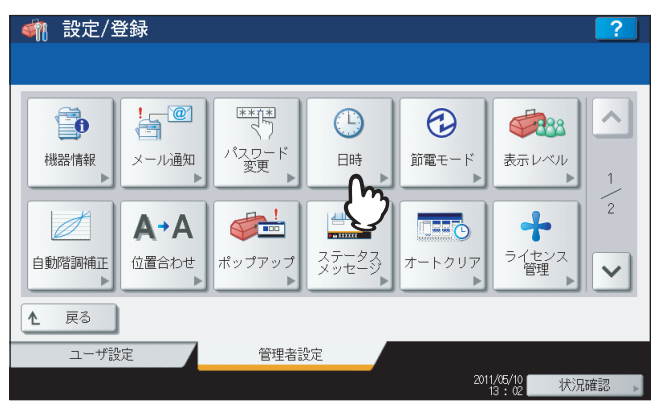 設定/登録
?
機器情報
メール通知
****
パスワード
変更
日時
節電モード
表示レベル
1
2
自動階調補正
A→A
位置合わせ
ポップアップ
ステータス
メッセージ
オートクリア
ライセンス
管理
戻る
ユーザ設定
管理者設定
2011/05/10
13 : 02
状況確認